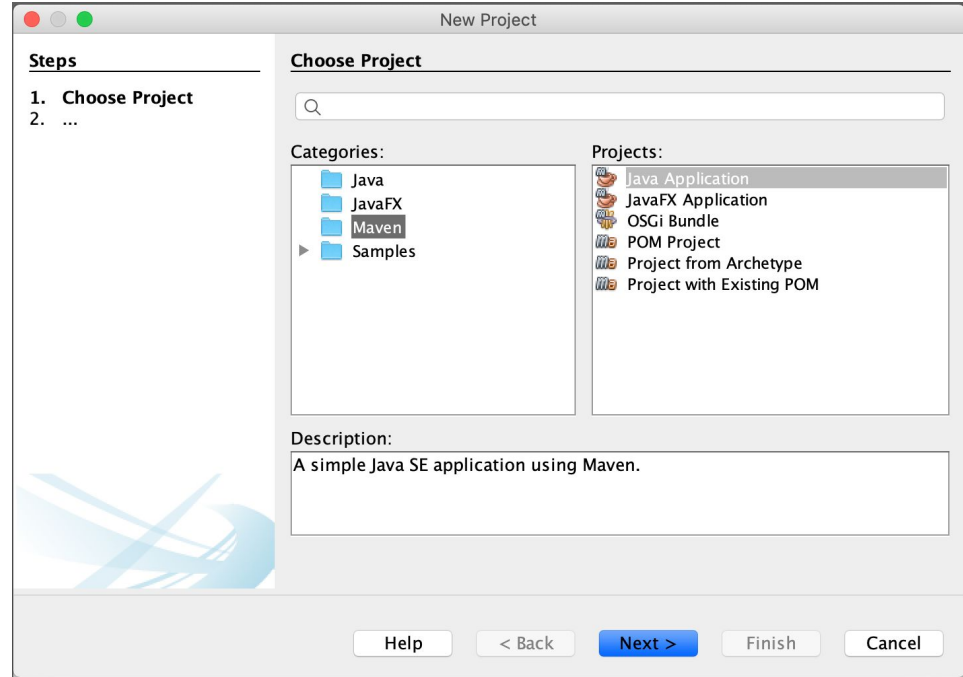 New Project
Steps
1. Choose Project
2. ...
Choose Project
Categories:
Java
JavaFX
Maven
Samples
Projects:
Java Application
JavaFX Application
OSGi Bundle
POM Project
Project from Archetype
Project with Existing POM
Description:
A simple Java SE application using Maven.
Help
< Back
Next >
Finish
Cancel